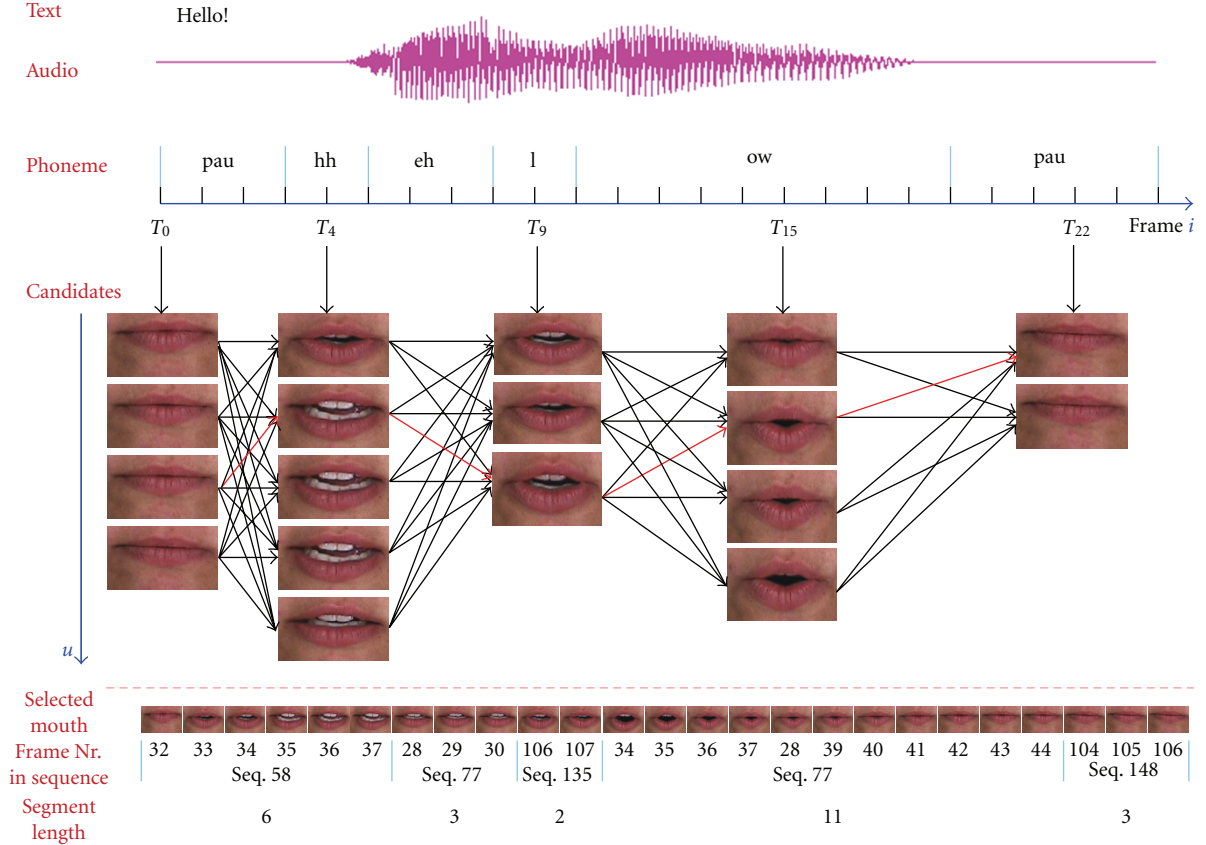 Text
Hello!
Audio
Phoneme
pau hh eh l ow pau
T0 T4 T9 T15 T22 Frame i
Candidates
u
Selected
mouth
Frame Nr.
in sequence
32 33 34 35 36 37 28 29 30 106 107 34 35 36 37 28 39 40 41 42 43 44 104 105 106
Seq. 58 Seq. 77 Seq. 135 Seq. 77 Seq. 148
Segment
length
6 3 2 11 3